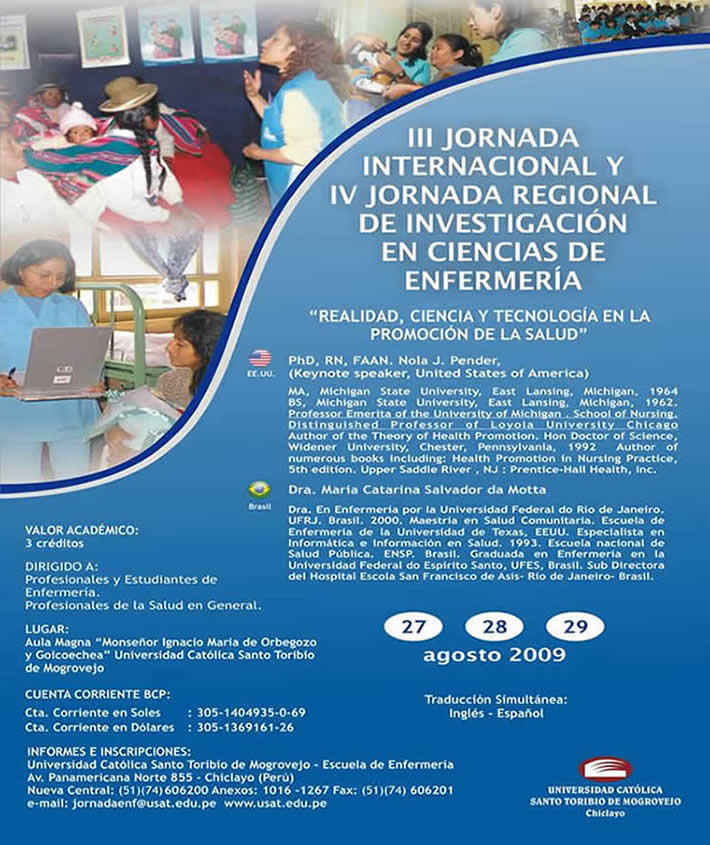 III JORNADA
INTERNACIONAL Y
IV JORNADA REGIONAL
DE INVESTIGACIÓN
EN CIENCIAS DE
ENFERMERÍA
“REALIDAD, CIENCIA Y TECNOLOGÍA EN LA
PROMOCIÓN DE LA SALUD”
EE.UU.
PhD, RN, FAAN. Nola J. Pender,
(Keynote speaker, United States of America)
MA, Michigan State University, East Lansing, Michigan, 1964
BS, Michigan State University, East Lansing, Michigan, 1962.
Professor Emerita of the University of Michigan . School of Nursing.
Distinguished Professor of Loyola University Chicago
Author of the Theory of Health Promotion. Hon Doctor of Science,
Widener University, Chester, Pennsylvania, 1992 Author of
numerous books including: Health Promotion in Nursing Practice,
5th edition. Upper Saddle River , NJ : Prentice-Hall Health, Inc.
Brasil
Dra. Maria Catarina Salvador da Motta
Dra. En Enfermeria por la Universidad Federal do Rio de Janeiro.
UFRJ. Brasil. 2000. Maestria en Salud Comunitaria. Escuela de
Enfermeria de la Universidad de Texas, EEUU. Especialista en
Informática e Información en Salud. 1993. Escuela nacional de
Salud Pública, ENSP. Brasil. Graduada en Enfermeria en la
Universidad Federal do Espirito Santo, UFES, Brasil. Sub Directora
del Hospital Escola San Francisco de Asis- Rio de Janeiro- Brasil.
VALOR ACADÉMICO:
3 créditos
DIRIGIDO A:
Profesionales y Estudiantes de
Enfermería.
Profesionales de la Salud en General.
LUGAR:
Aula Magna “Monseñor Ignacio Maria de Orbegozo
y Goicoechea” Universidad Católica Santo Toribio
de Mogrovejo
CUENTA CORRIENTE BCP:
Cta. Corriente en Soles : 305-1404935-0-69
Cta. Corriente en Dólares : 305-1369161-26
INFORMES E INSCRIPCIONES:
Universidad Católica Santo Toribio de Mogrovejo - Escuela de Enfermería
Av. Panamericana Norte 855 - Chiclayo (Perú)
Nueva Central: (51)(74) 606200 Anexos: 1016 -1267 Fax: (51)(74) 606201
e-mail: jornadaenf@usat.edu.pe www.usat.edu.pe
27 28 29
agosto 2009
Traducción Simultánea:
Inglés - Español
UNIVERSIDAD CATÓLICA
SANTO TORIBIO DE MOGROVEJO
Chiclayo